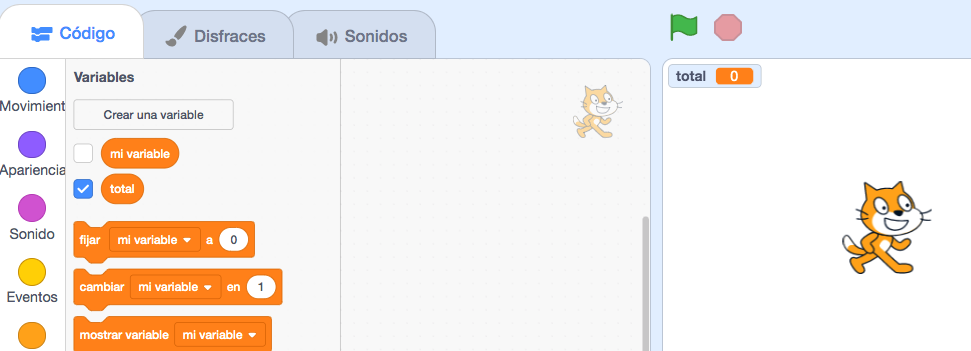 Código
Disfraces
Sonidos
Movimient
Apariencia
Sonido
Eventos
Variables
Crear una variable
mi variable
total
fijar mi variable a 0
cambiar mi variable en 1
mostrar variable mi variable
total 0